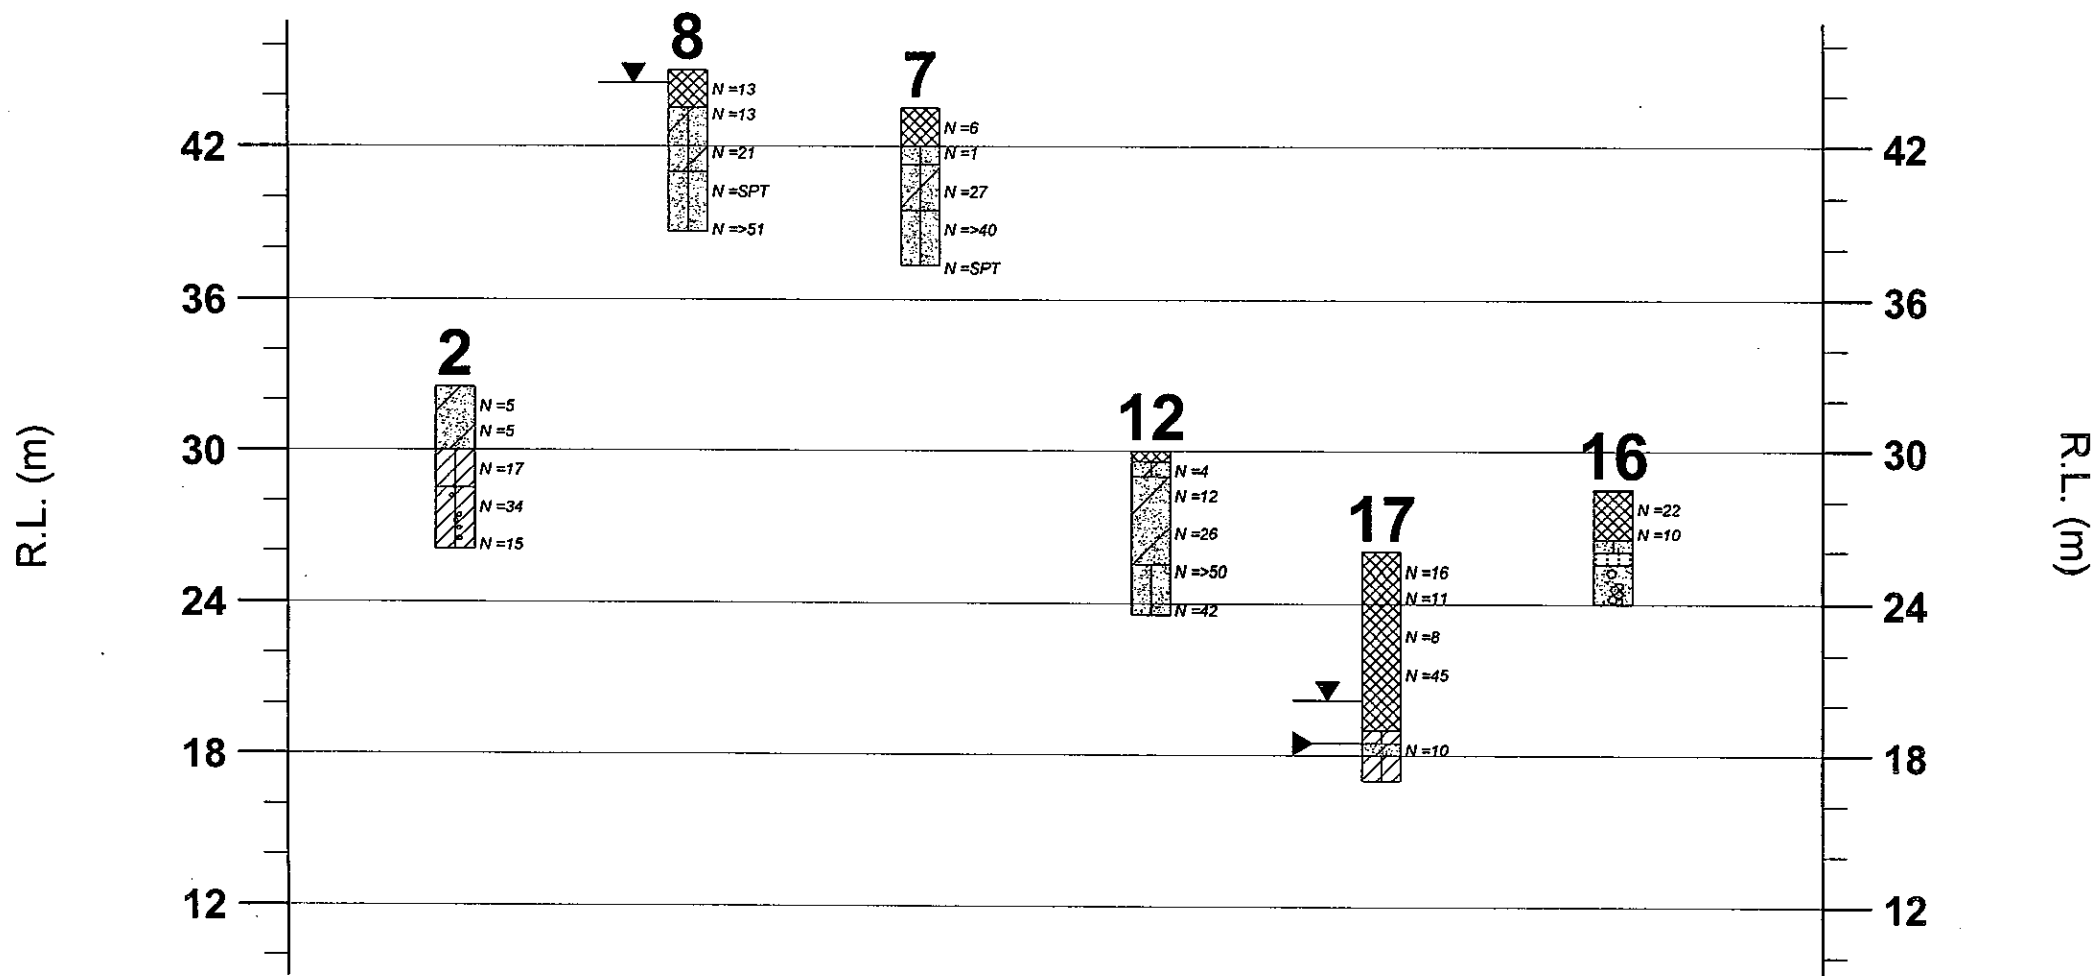 8
N =13
N =13
N =21
N =SPT
N =>51
7
N =6
N =1
N =27
N =>40
N =SPT
42
42
36
36
2
N =5
N =5
N =17
N =34
N =15
R.L. (m)
R.L. (m)
30
30
12
N =4
N =12
N =26
N =>50
N =42
17
N =16
N =11
N =8
N =45
N =10
16
N =22
N =10
24
24
18
18
12
12